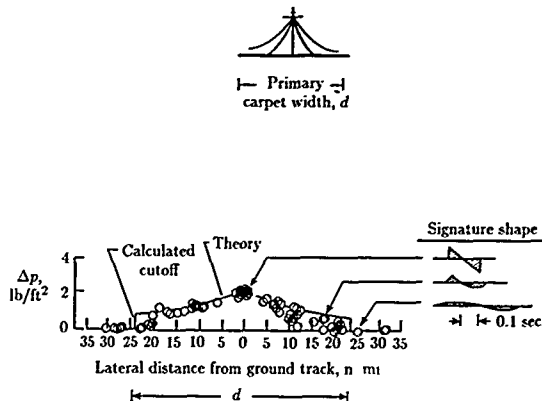 Primary
carpet width, d
Signature shape
Calculated
cutoff
Theory
Δp,
lb/ft²
4
2
0
0.1 sec
35 30 25 20 15 10 5 0 5 10 15 20 25 30 35
Lateral distance from ground track, n mi
d